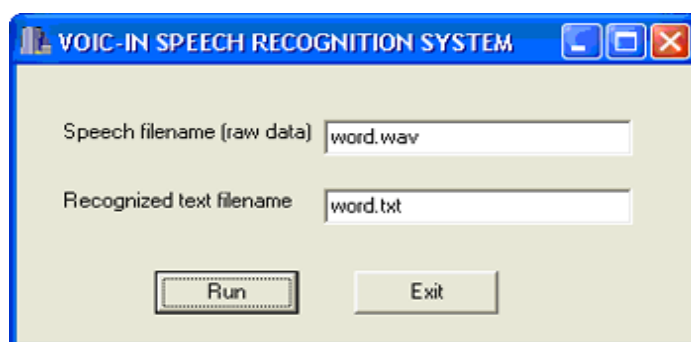 VOIC-IN SPEECH RECOGNITION SYSTEM
Speech filename (raw data) word.wav
Recognized text filename word.txt
Run Exit